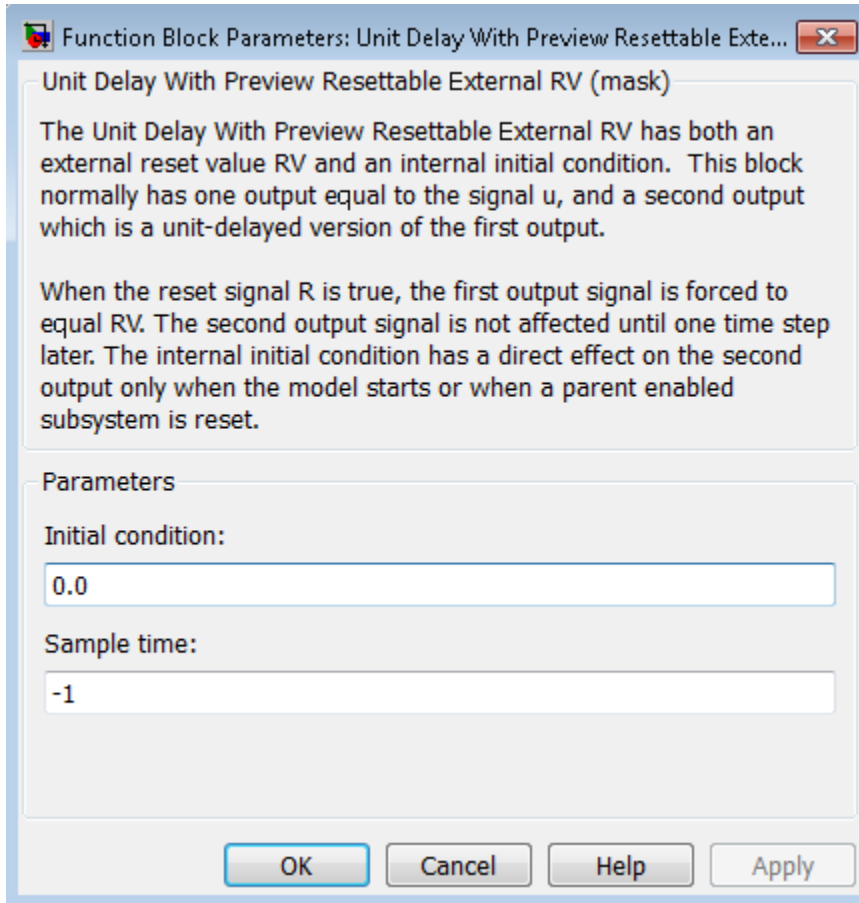 Function Block Parameters: Unit Delay With Preview Resettable Exte...
Unit Delay With Preview Resettable External RV (mask)
The Unit Delay With Preview Resettable External RV has both an
external reset value RV and an internal initial condition.  This block
normally has one output equal to the signal u, and a second output
which is a unit-delayed version of the first output.
When the reset signal R is true, the first output signal is forced to
equal RV. The second output signal is not affected until one time step
later. The internal initial condition has a direct effect on the second
output only when the model starts or when a parent enabled
subsystem is reset.
Parameters
Initial condition:
0.0
Sample time:
-1
OK Cancel Help Apply